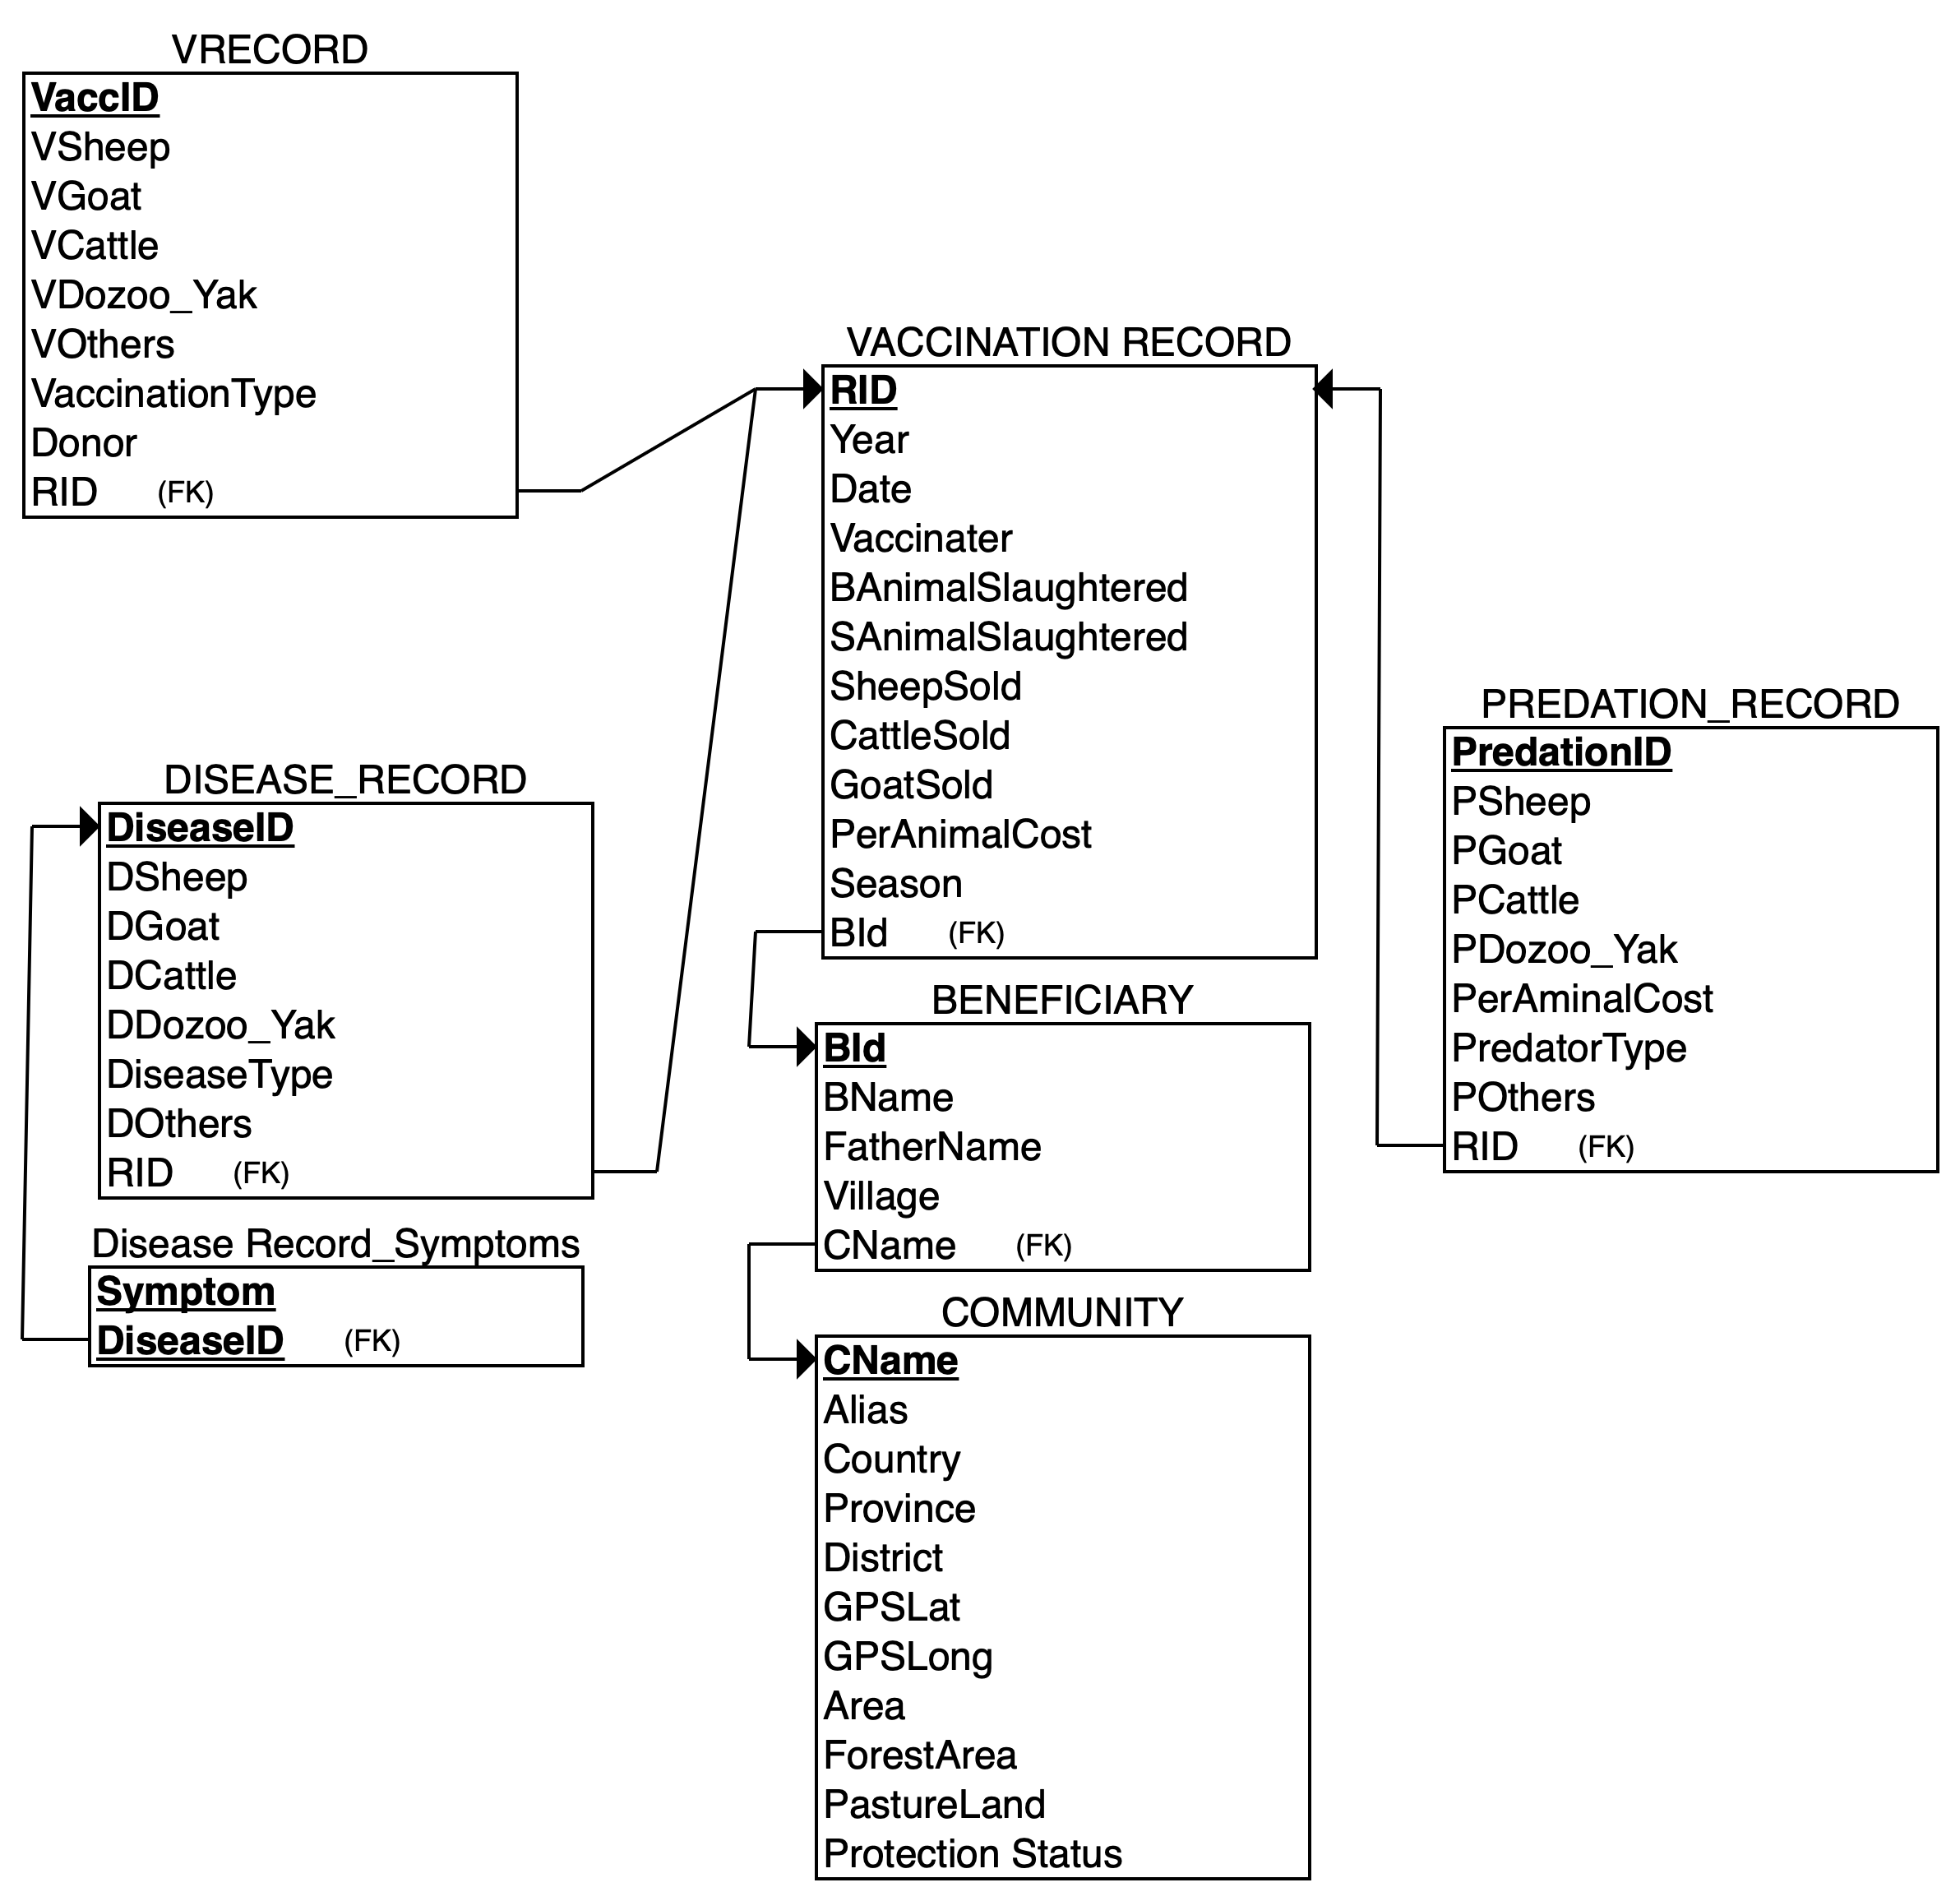 VRECORD
VaccID
VSheep
VGoat
VCattle
VDozoo_Yak
VOthers
VaccinationType
Donor
RID (FK)
VACCINATION RECORD
RID
Year
Date
Vaccinater
BAnimalSlaughtered
SAnimalSlaughtered
SheepSold
CattleSold
GoatSold
PerAnimalCost
Season
BId (FK)
PREDATION_RECORD
PredationID
PSheep
PGoat
PCattle
PDozoo_Yak
PerAminalCost
PredatorType
POthers
RID (FK)
DISEASE_RECORD
DiseaseID
DSheep
DGoat
DCattle
DDozoo_Yak
DiseaseType
DOthers
RID (FK)
Disease Record_Symptoms
Symptom
DiseaseID (FK)
BENEFICIARY
BId
BName
FatherName
Village
CName (FK)
COMMUNITY
CName
Alias
Country
Province
District
GPSLat
GPSLong
Area
ForestArea
PastureLand
Protection Status